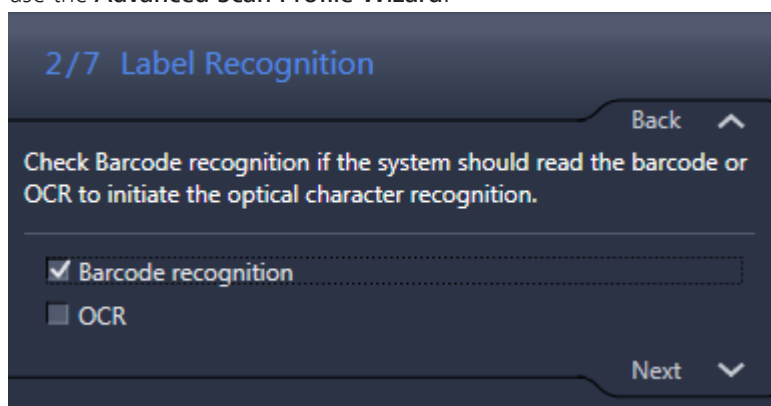 use the Advanced Scan Profile Wizard.
2/7 Label Recognition
Back
Check Barcode recognition if the system should read the barcode or
OCR to initiate the optical character recognition.
Barcode recognition
OCR
Next